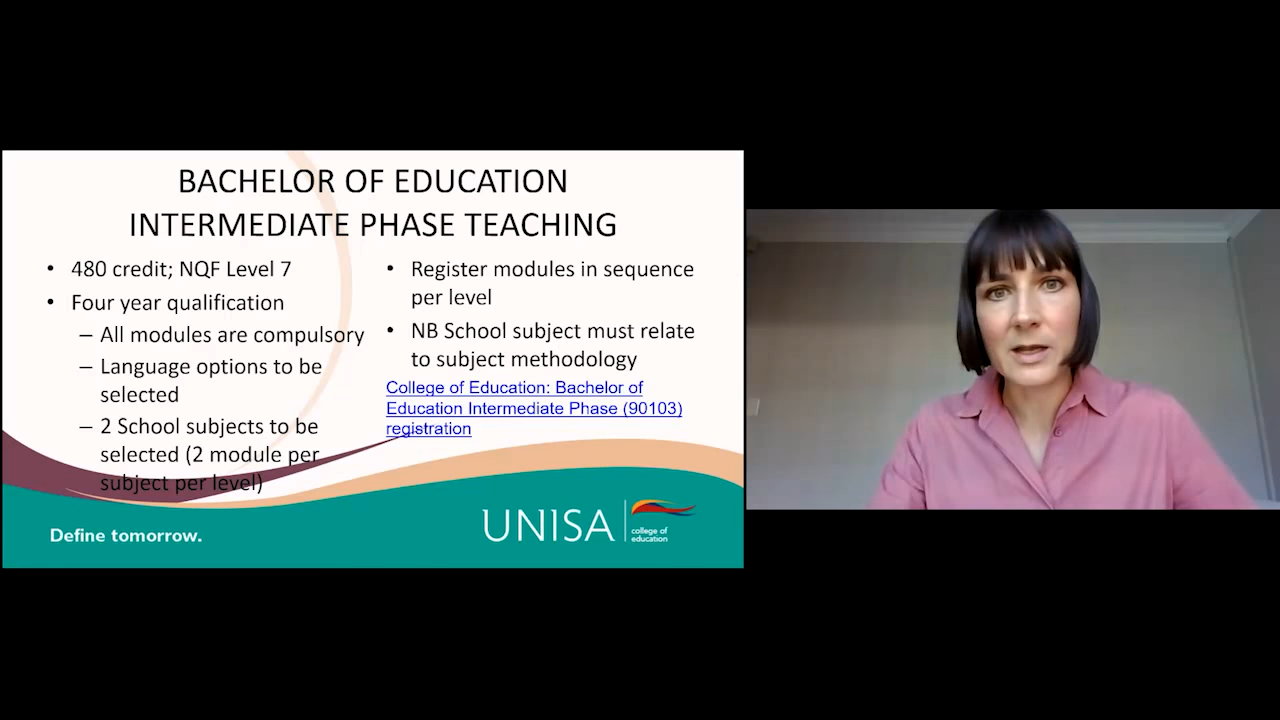 BACHELOR OF EDUCATION
INTERMEDIATE PHASE TEACHING
• 480 credit; NQF Level 7
• Four year qualification
– All modules are compulsory
– Language options to be
selected
– 2 School subjects to be
selected (2 module per
subject per level)
• Register modules in sequence
per level
• NB School subject must relate
to subject methodology
College of Education: Bachelor of
Education Intermediate Phase (90103)
registration
Define tomorrow.
UNISA
college of
education